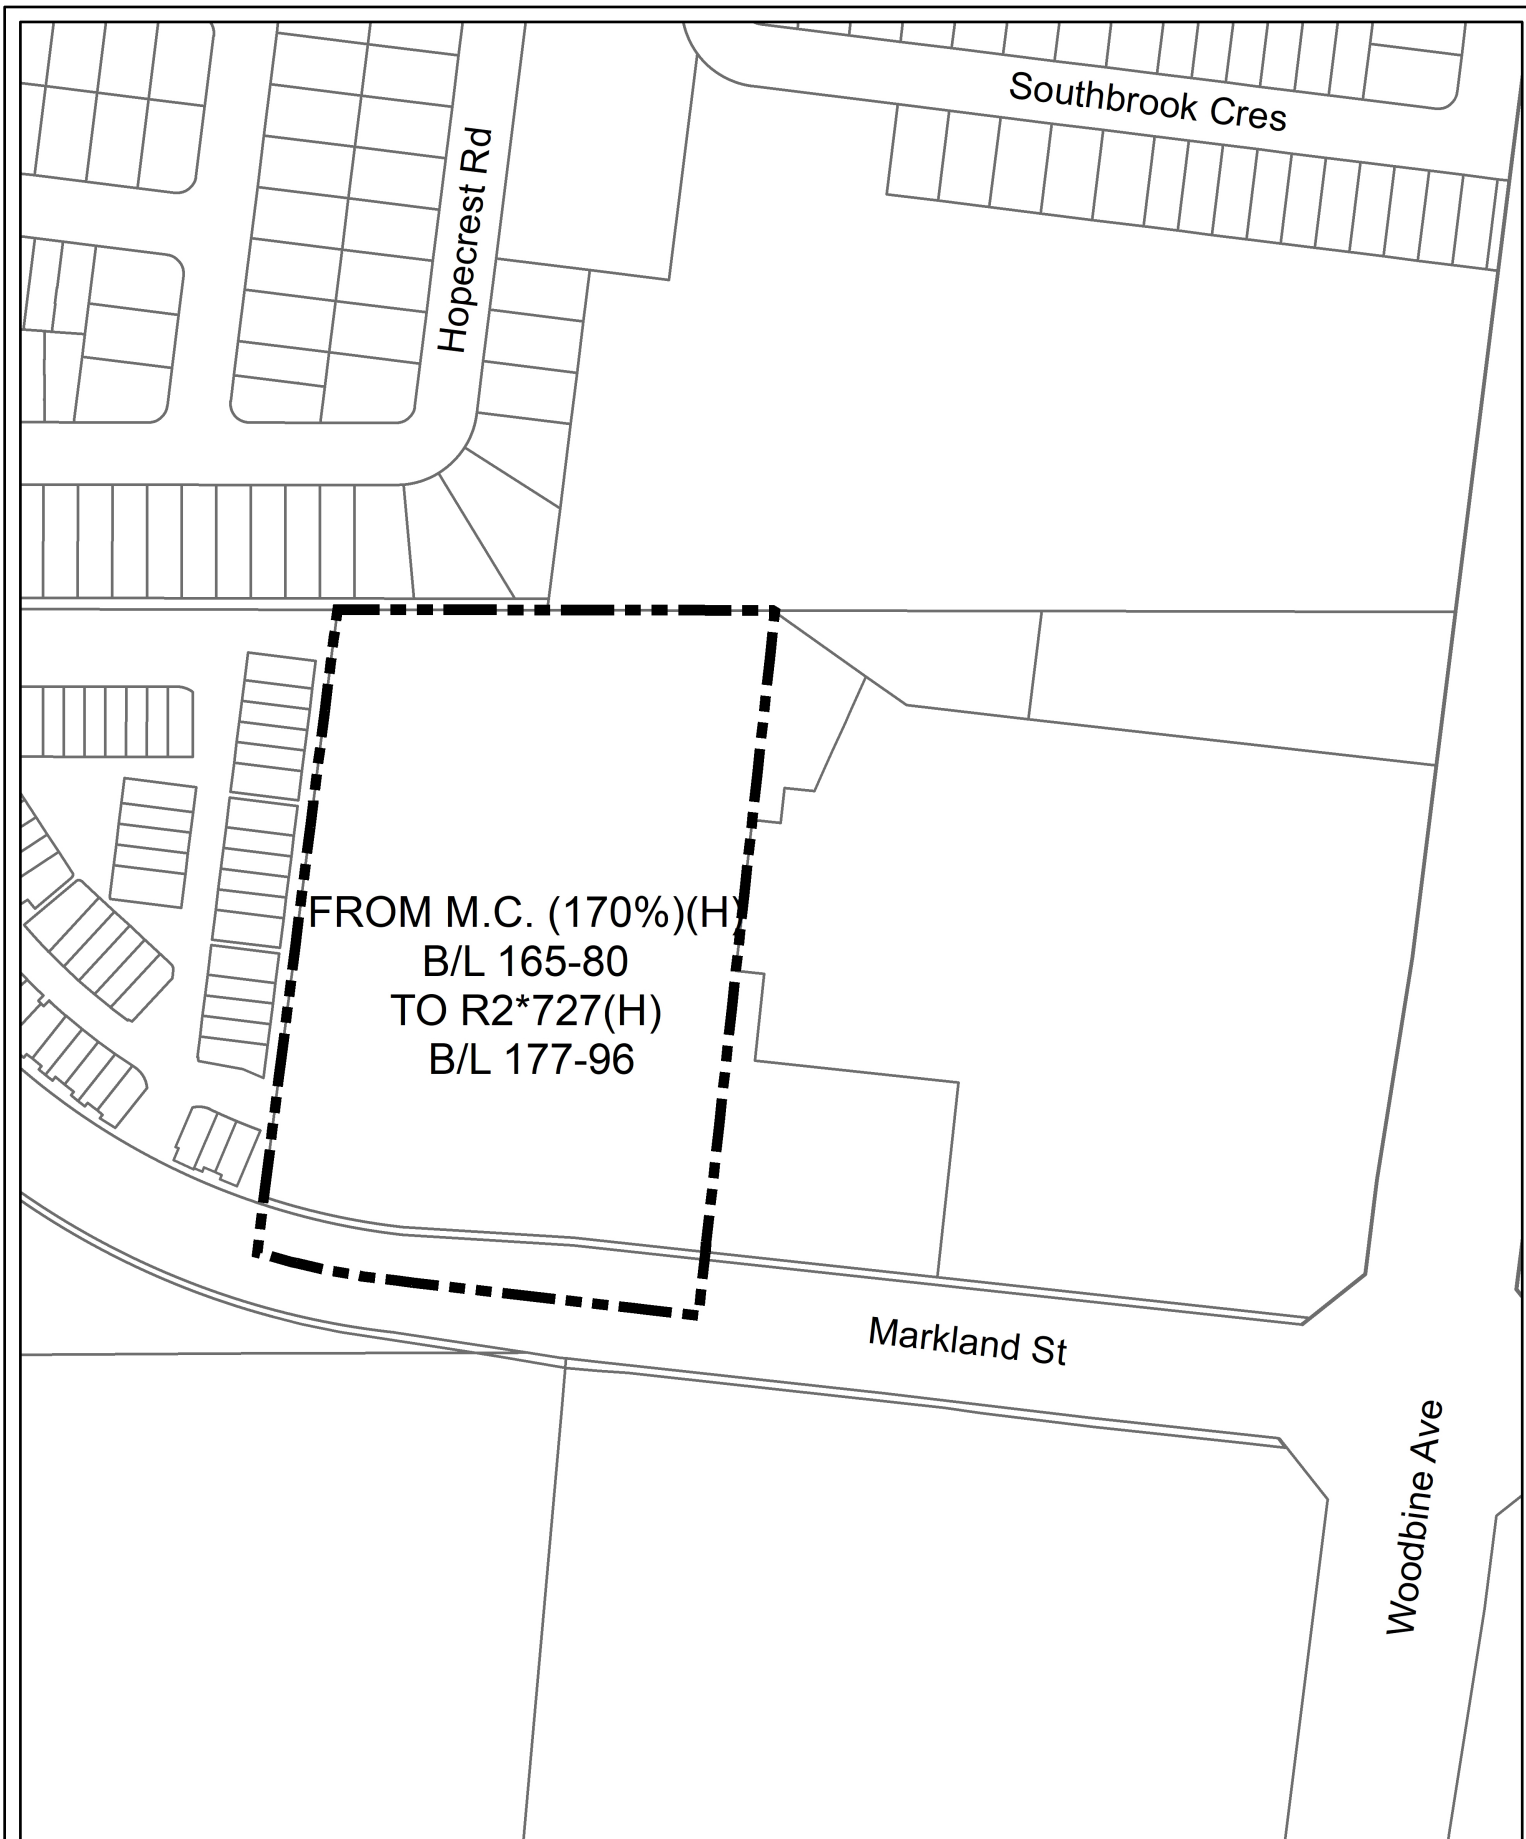 Southbrook Cres
Hopecrest Rd
FROM M.C. (170%)(H)
B/L 165-80
TO R2*727(H)
B/L 177-96
Markland St
Woodbine Ave